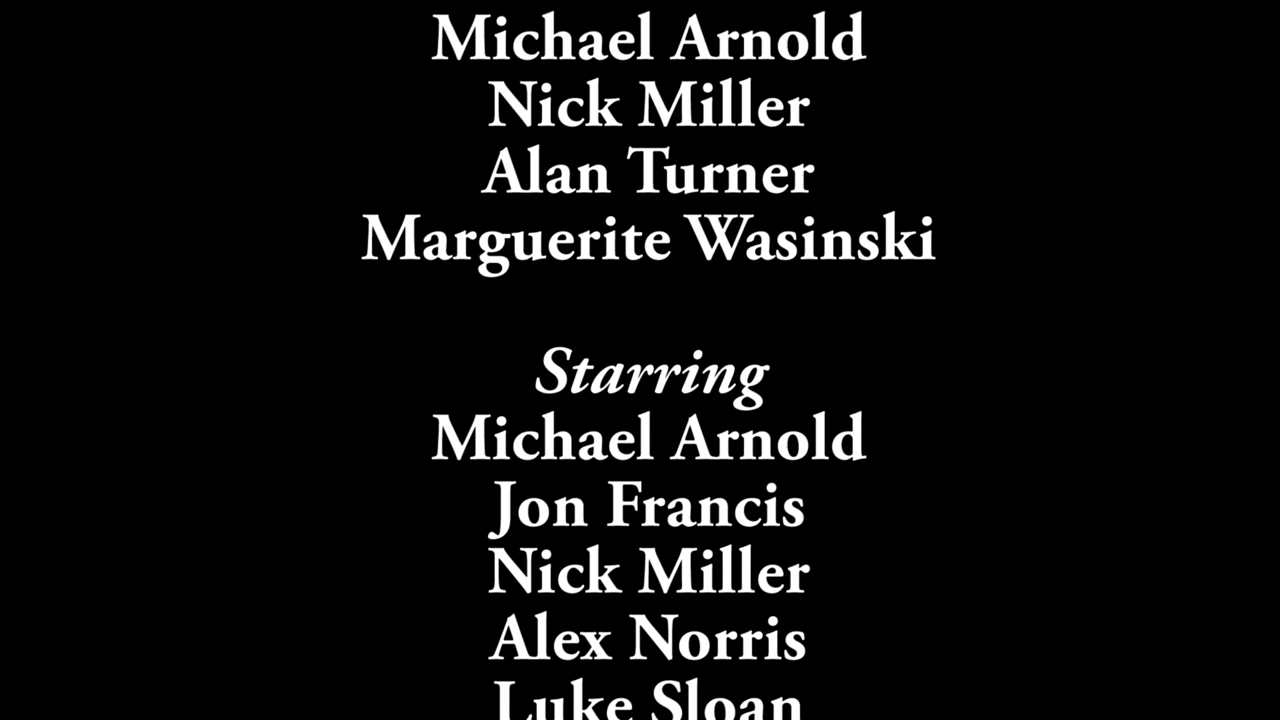 Michael Arnold
Nick Miller
Alan Turner
Marguerite Wasinski
Starring
Michael Arnold
Jon Francis
Nick Miller
Alex Norris
Luke Sloan